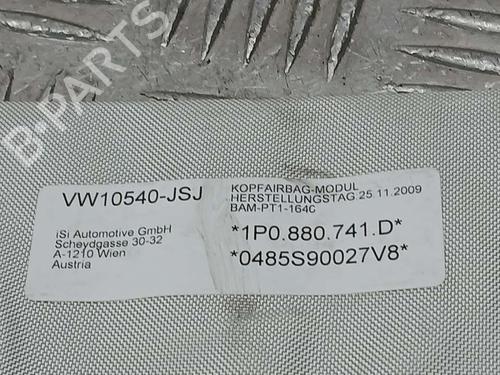 B-PARTS
VW10540-JSJ
iSi Automotive GmbH
Scheydgasse 30-32
A-1210 Wien
Austria
KOPFAIRBAG-MODUL
HERSTELLUNGSTAG 25.11.2009
BAM-PT1-1640
*1P0.880.741.D*
*0485S90027V8*